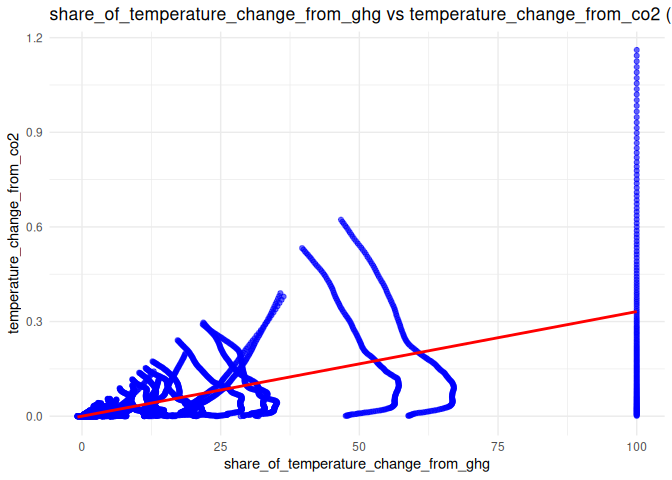 share_of_temperature_change_from_ghg vs temperature_change_from_co2 (
1.2
0.9
0.6
0.3
0.0
temperature_change_from_co2
0 25 50 75 100
share_of_temperature_change_from_ghg